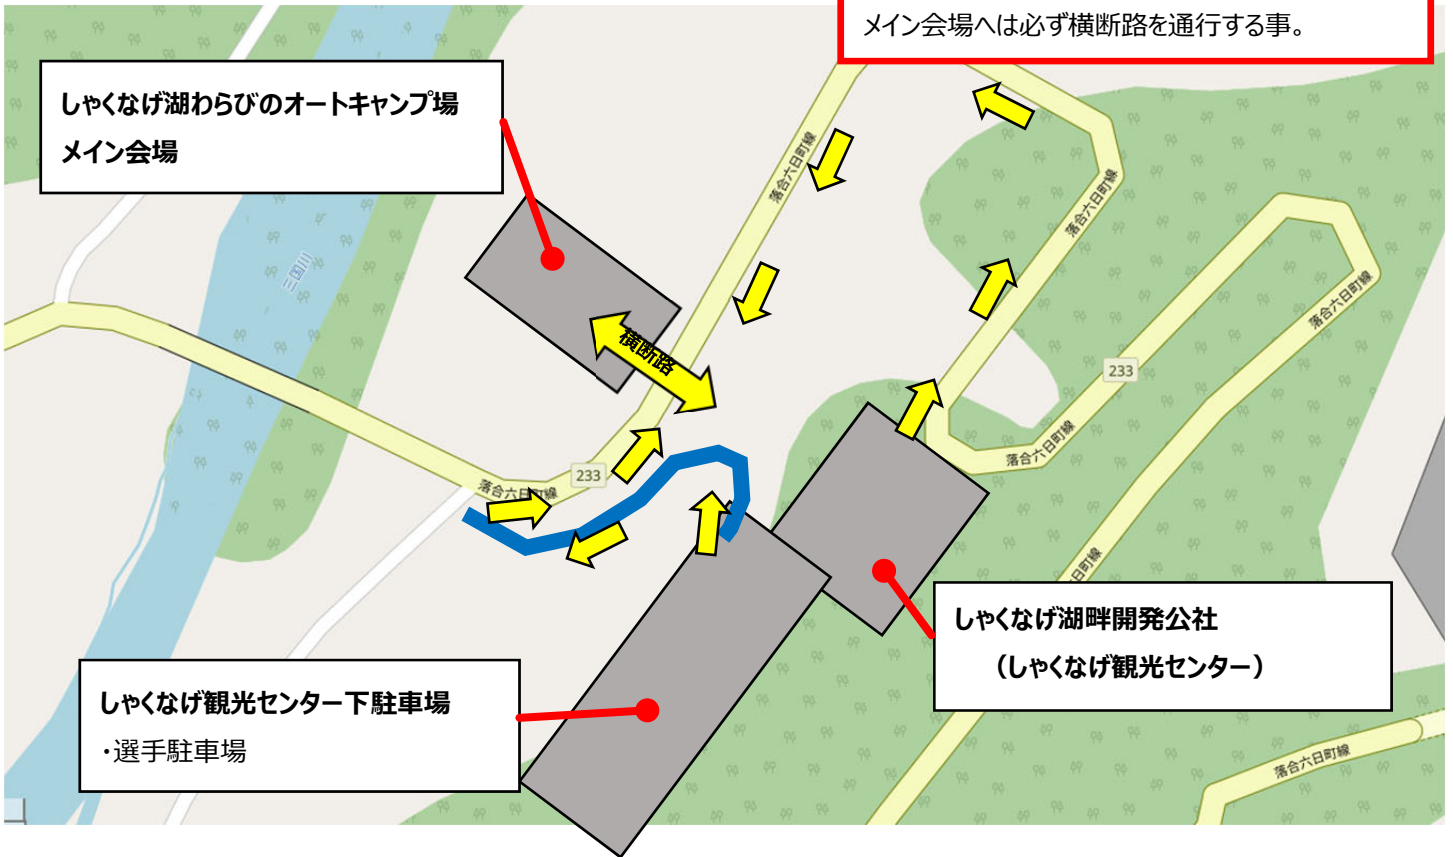 メイン会場へは必ず横断路を通行する事。
しゃくなげ湖わらびのオートキャンプ場
メイン会場
落合六日町線
落合六日町線
三国川
落合六日町線
横断路
233
落合六日町線
233
落合六日町線
日町線
しゃくなげ湖畔開発公社
（しゃくなげ観光センター）
しゃくなげ観光センター下駐車場
・選手駐車場
落合六日町線